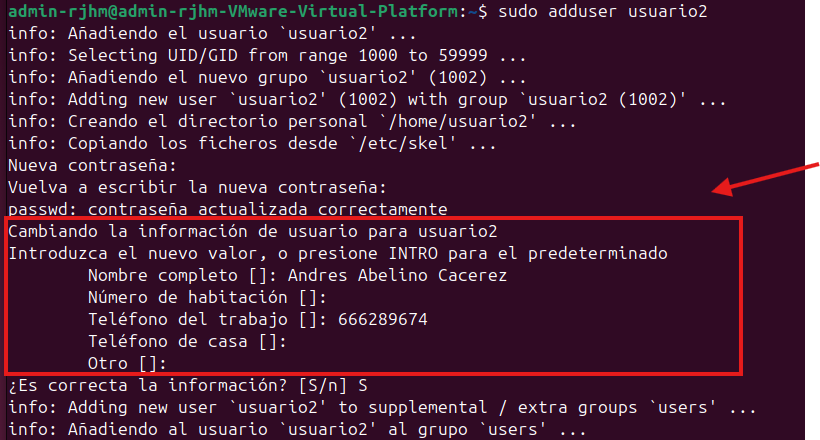 admin-rjhm@admin-rjhm-VMware-Virtual-Platform:~$ sudo adduser usuario2
info: Añadiendo el usuario `usuario2' ...
info: Selecting UID/GID from range 1000 to 59999 ...
info: Añadiendo el nuevo grupo `usuario2' (1002) ...
info: Adding new user `usuario2' (1002) with group `usuario2 (1002)' ...
info: Creando el directorio personal `/home/usuario2' ...
info: Copiando los ficheros desde `/etc/skel' ...
Nueva contraseña:
Vuelva a escribir la nueva contraseña:
passwd: contraseña actualizada correctamente
Cambiando la información de usuario para usuario2
Introduzca el nuevo valor, o presione INTRO para el predeterminado
Nombre completo []: Andres Abelino Cacerez
Número de habitación []:
Teléfono del trabajo []: 666289674
Teléfono de casa []:
Otro []:
¿Es correcta la información? [S/n] S
info: Adding new user `usuario2' to supplemental / extra groups `users' ...
info: Añadiendo al usuario `usuario2' al grupo `users' ...